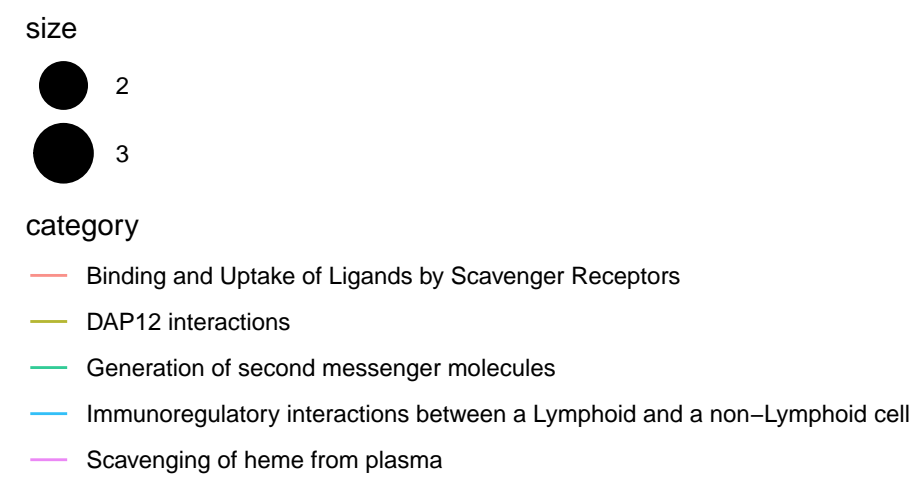 size
2
3
category
Binding and Uptake of Ligands by Scavenger Receptors
DAP12 interactions
Generation of second messenger molecules
Immunoregulatory interactions between a Lymphoid and a non−Lymphoid cell
Scavenging of heme from plasma